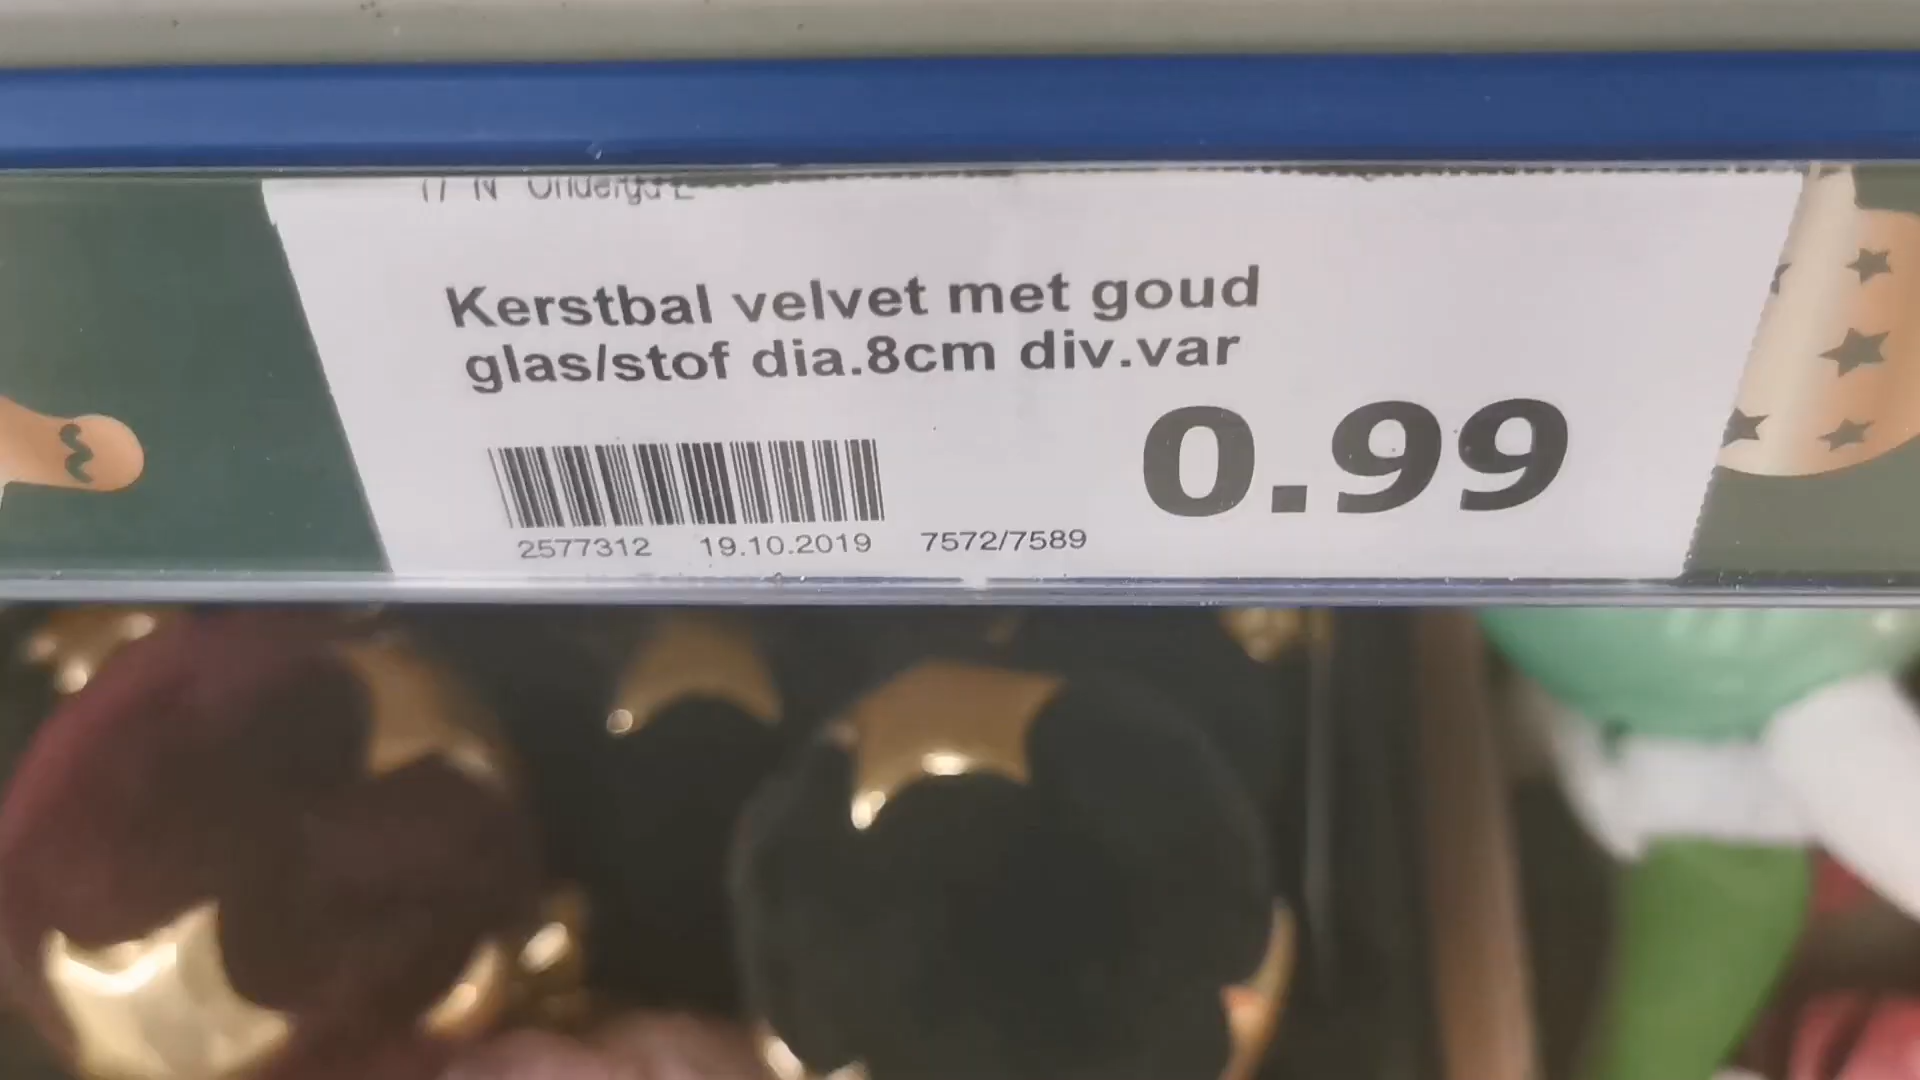 Kerstbal velvet met goud
glas/stof dia.8cm div.var
0.99
2577312 19.10.2019 7572/7589